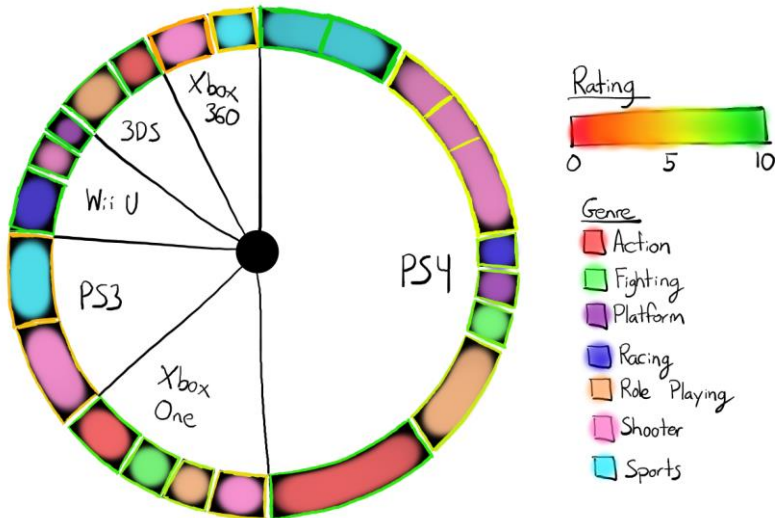 Xbox
360
3DS
Wii U
PS3
Xbox
One
PS4
Rating
0 5 10
Genre
Action
Fighting
Platform
Racing
Role Playing
Shooter
Sports